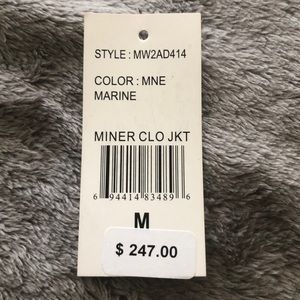 STYLE : MW2AD414
COLOR : MNE
MARINE
MINER CLO JKT
6 94414 83489 6
M
$ 247.00